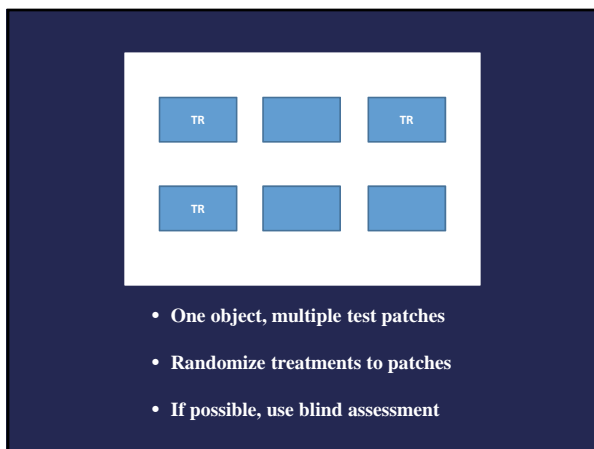 TR
TR
TR
• One object, multiple test patches
• Randomize treatments to patches
• If possible, use blind assessment